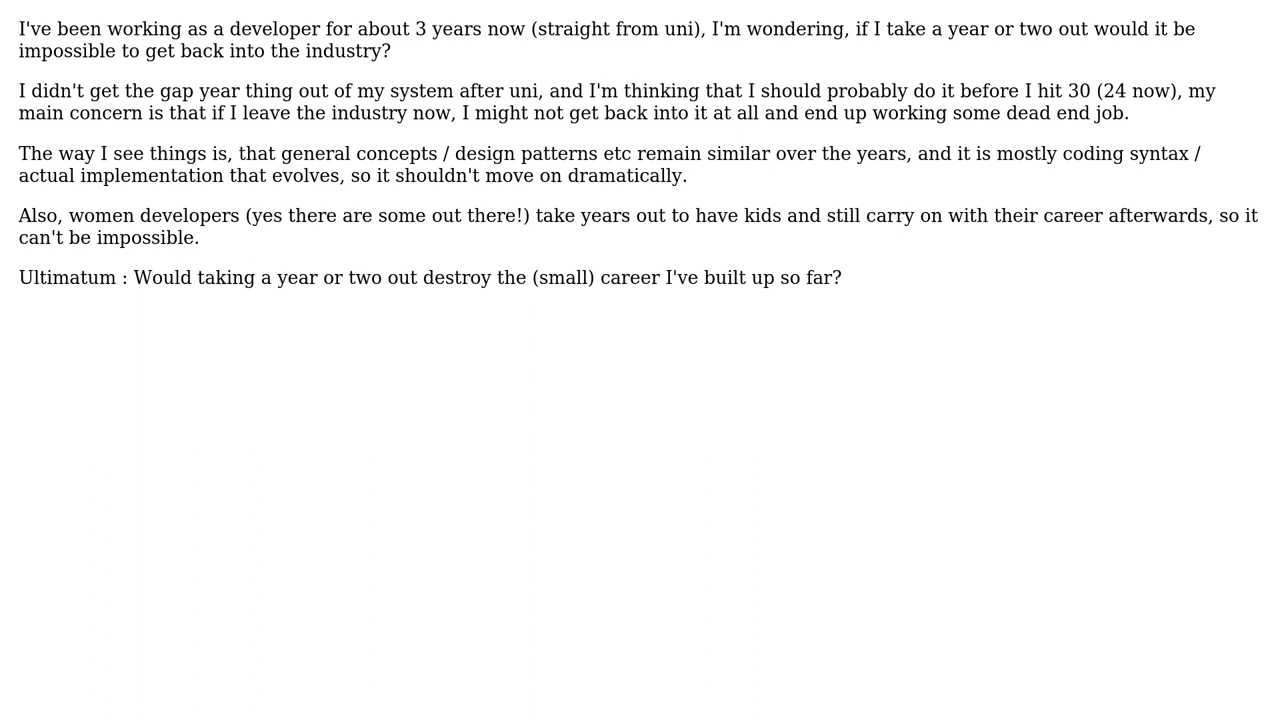 I've been working as a developer for about 3 years now (straight from uni), I'm wondering, if I take a year or two out would it be
impossible to get back into the industry?
I didn't get the gap year thing out of my system after uni, and I'm thinking that I should probably do it before I hit 30 (24 now), my
main concern is that if I leave the industry now, I might not get back into it at all and end up working some dead end job.
The way I see things is, that general concepts / design patterns etc remain similar over the years, and it is mostly coding syntax /
actual implementation that evolves, so it shouldn't move on dramatically.
Also, women developers (yes there are some out there!) take years out to have kids and still carry on with their career afterwards, so it
can't be impossible.
Ultimatum : Would taking a year or two out destroy the (small) career I've built up so far?